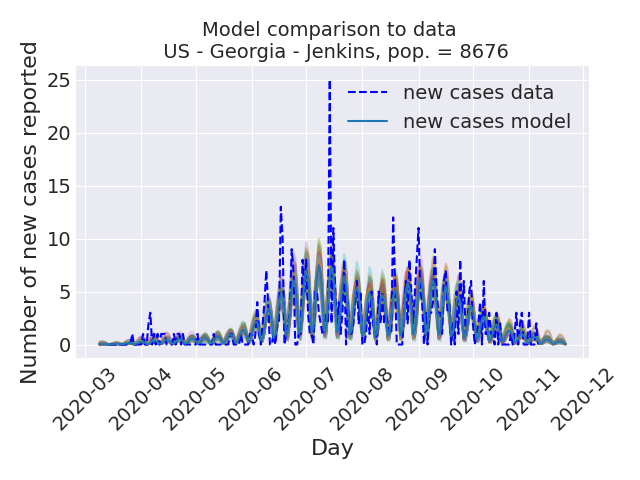 Model comparison to data
US - Georgia - Jenkins, pop. = 8676
Number of new cases reported
25
20
15
10
5
0
new cases data
new cases model
2020-03
2020-04
2020-05
2020-06
2020-07
2020-08
2020-09
2020-10
2020-11
2020-12
Day